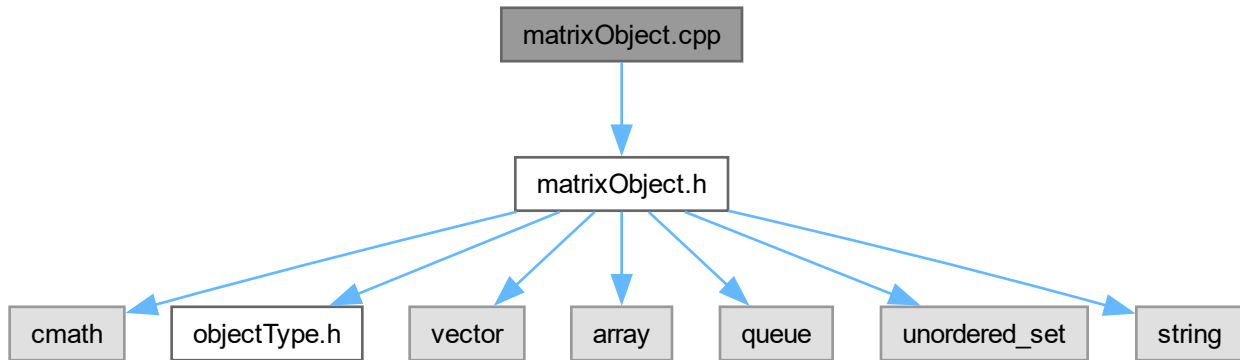 matrixObject.cpp
matrixObject.h
cmath
objectType.h
vector
array
queue
unordered_set
string